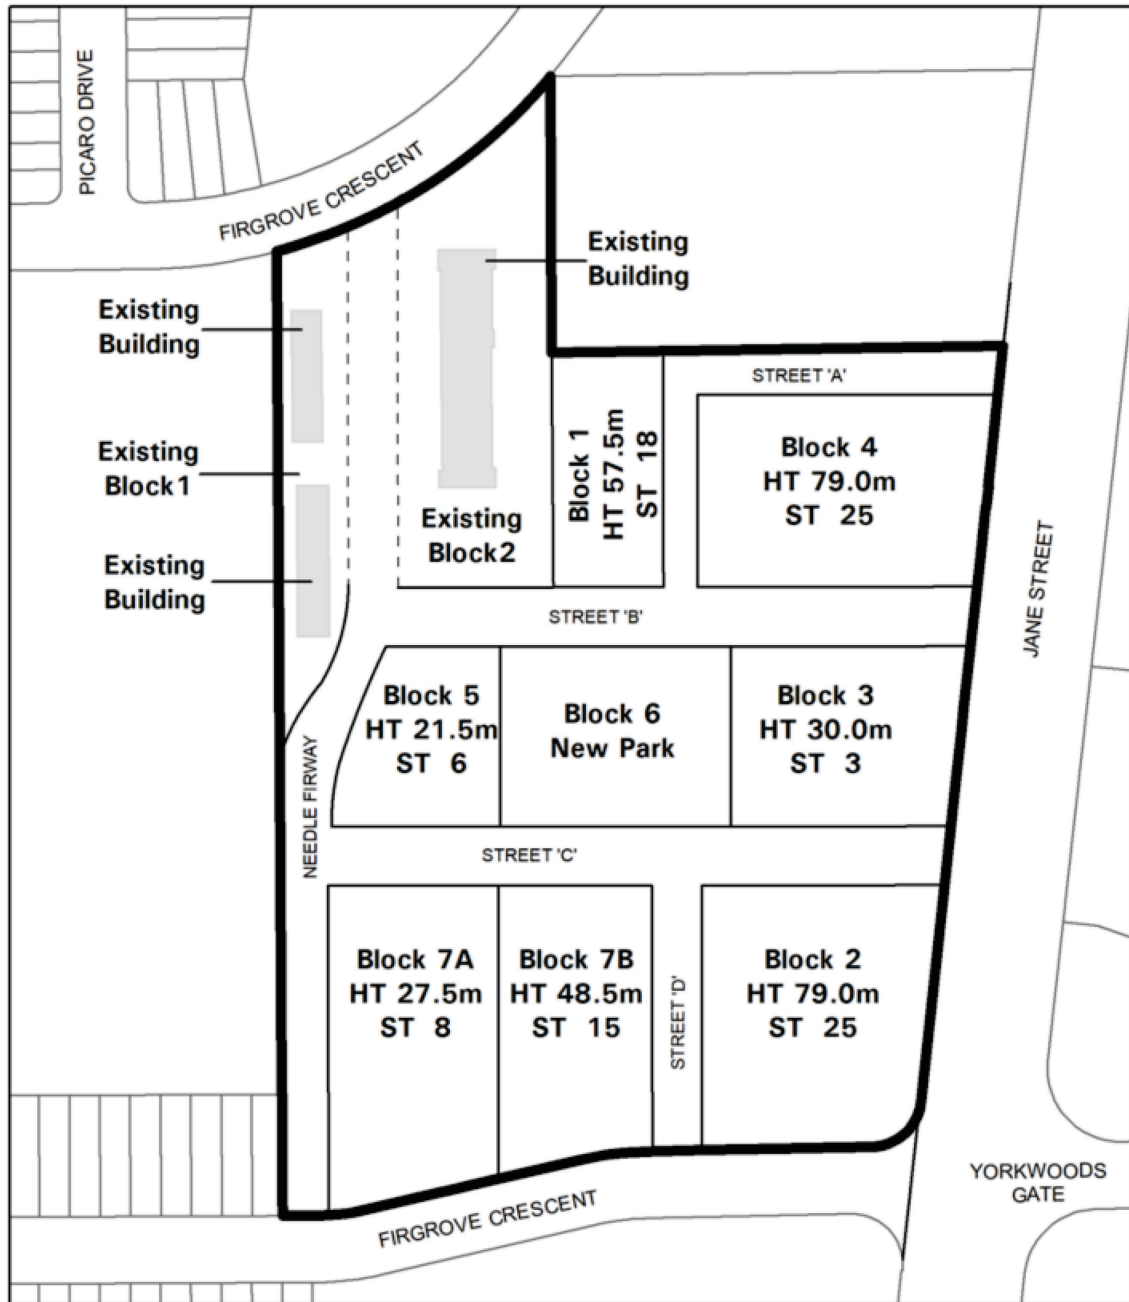 PICARO DRIVE
FIRGROVE CRESCENT
Existing
Building
Existing
Building
Existing
Block1
Existing
Building
Existing
Block2
STREET 'A'
Block 1
HT 57.5m
ST 18
Block 4
HT 79.0m
ST 25
JANE STREET
STREET 'B'
Block 5
HT 21.5m
ST 6
Block 6
New Park
Block 3
HT 30.0m
ST 3
NEEDLE FIRWAY
STREET 'C'
Block 7A
HT 27.5m
ST 8
Block 7B
HT 48.5m
ST 15
STREET 'D'
Block 2
HT 79.0m
ST 25
YORKWOODS
GATE
FIRGROVE CRESCENT